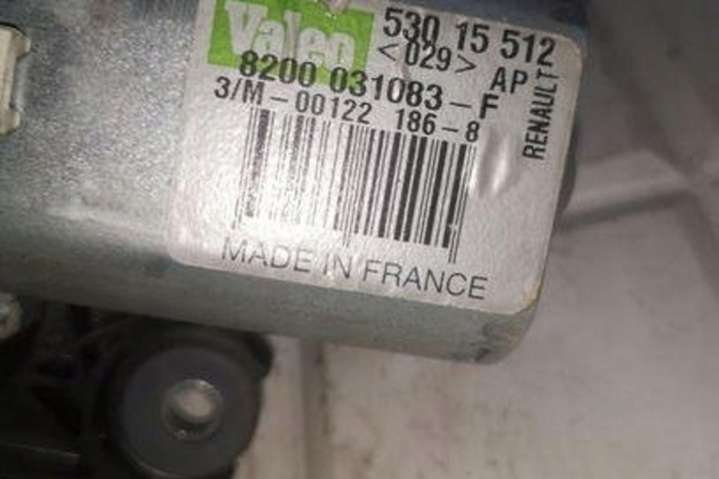 Valeo
530 15 512
<029> AP
8200 031083-F
3/M-00122 186-8
RENAULT
MADE IN FRANCE